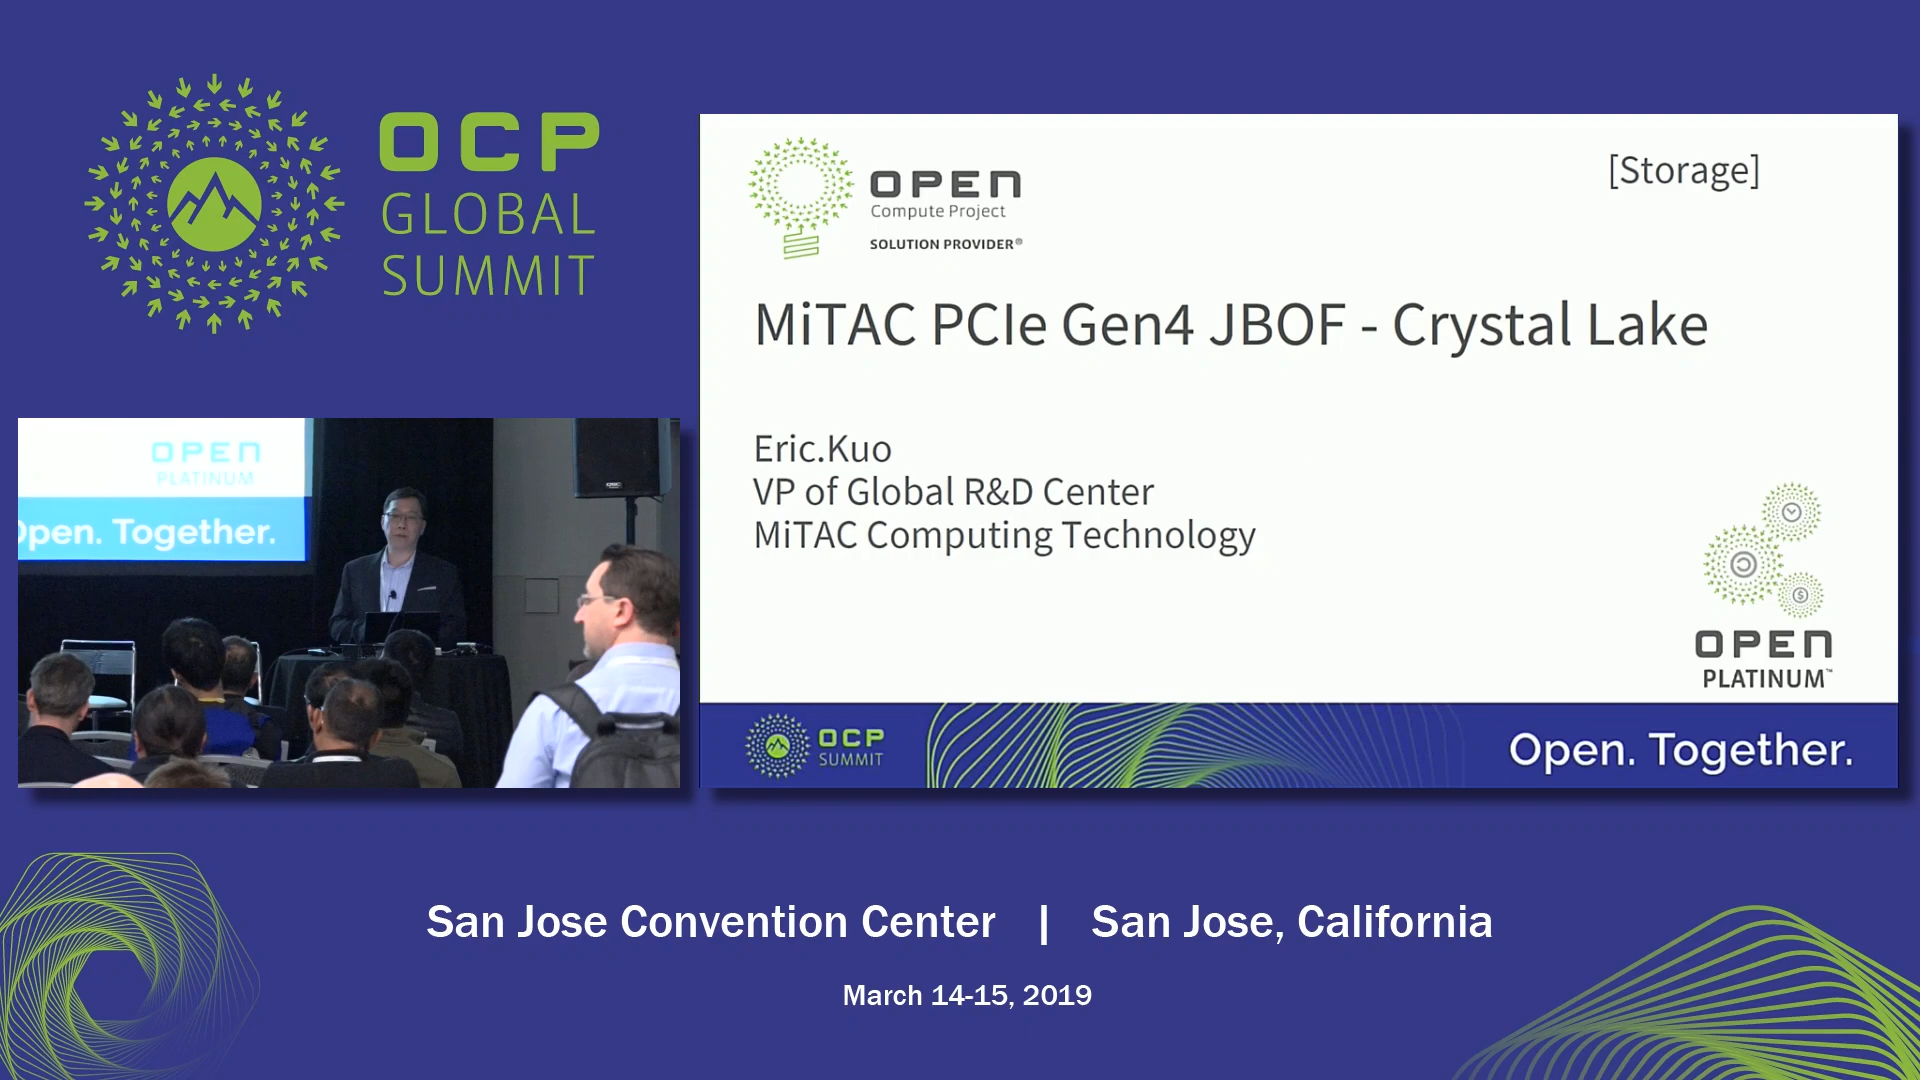 OCP
GLOBAL
SUMMIT
OPEN
Compute Project
SOLUTION PROVIDER®
[Storage]
MiTAC PCIe Gen4 JBOF - Crystal Lake
Eric.Kuo
VP of Global R&D Center
MiTAC Computing Technology
OPEN
PLATINUM™
OCP
SUMMIT
Open. Together.
OPEN
PLATINUM
Open. Together.
San Jose Convention Center | San Jose, California
March 14-15, 2019